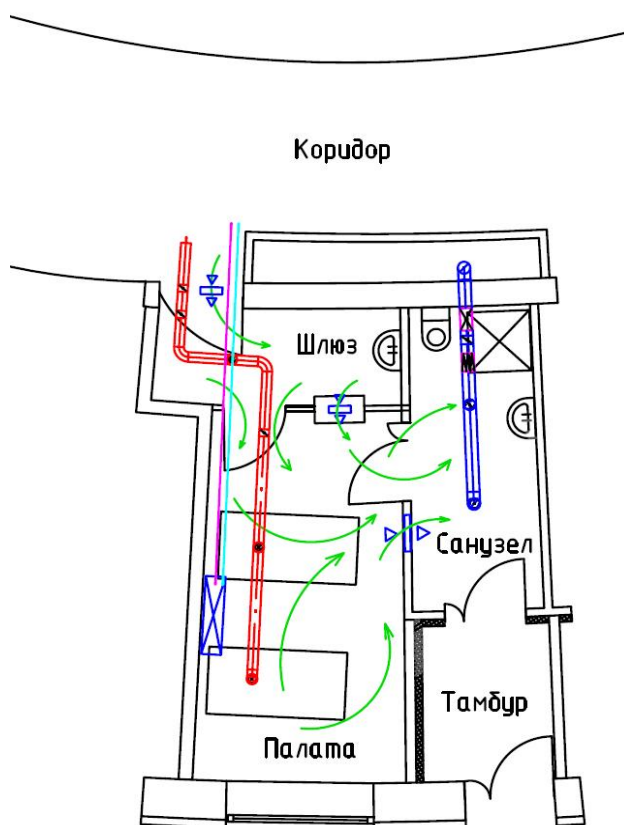 Коридор
Шлюз
Санузел
Тамбур
Палата